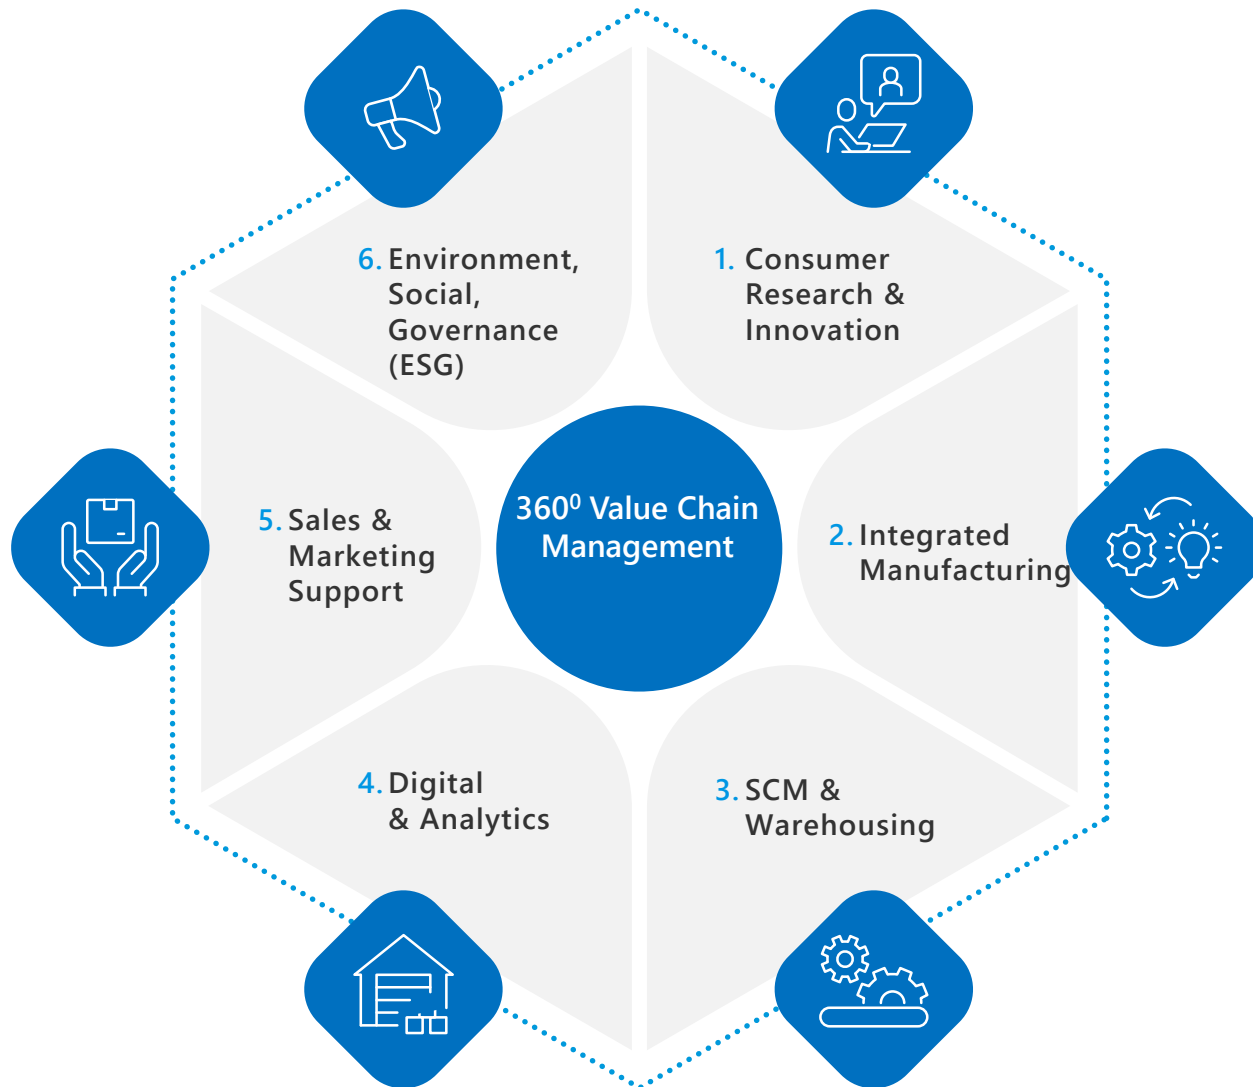 360⁰ Value Chain
Management
1. Consumer
Research &
Innovation
2. Integrated
Manufacturing
3. SCM &
Warehousing
4. Digital
& Analytics
5. Sales &
Marketing
Support
6. Environment,
Social,
Governance
(ESG)